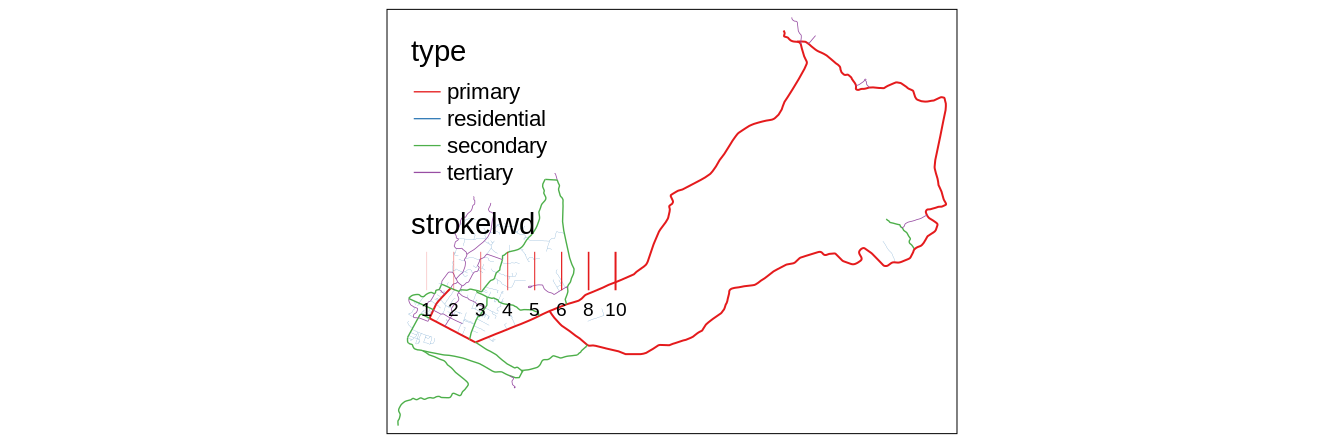 type
primary
residential
secondary
tertiary
strokelwd
1 2 3 4 5 6 8 10